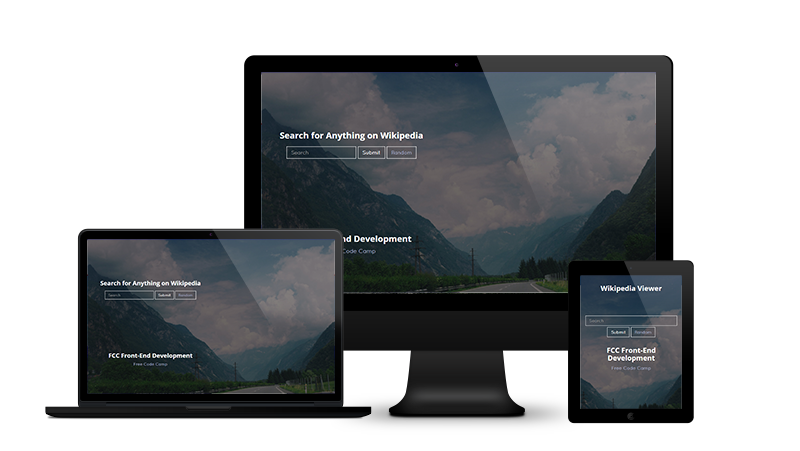 Search for Anything on Wikipedia
Search
Submit
Random
nd Development
Code Camp
Search for Anything on Wikipedia
Search
Submit
Random
FCC Front-End Development
Free Code Camp
Wikipedia Viewer
Search
Submit
Random
FCC Front-End
Development
Free Code Camp